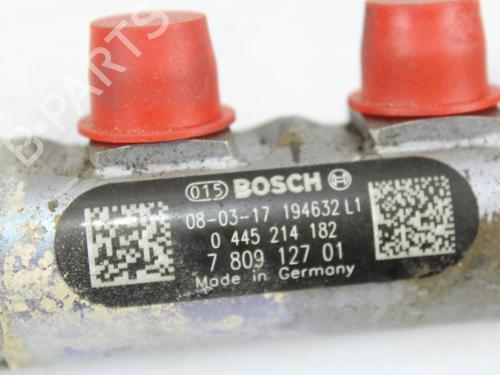 015 BOSCH
08-03-17 194632 L1
0 445 214 182
7 809 127 01
Made in Germany
B-PARTS